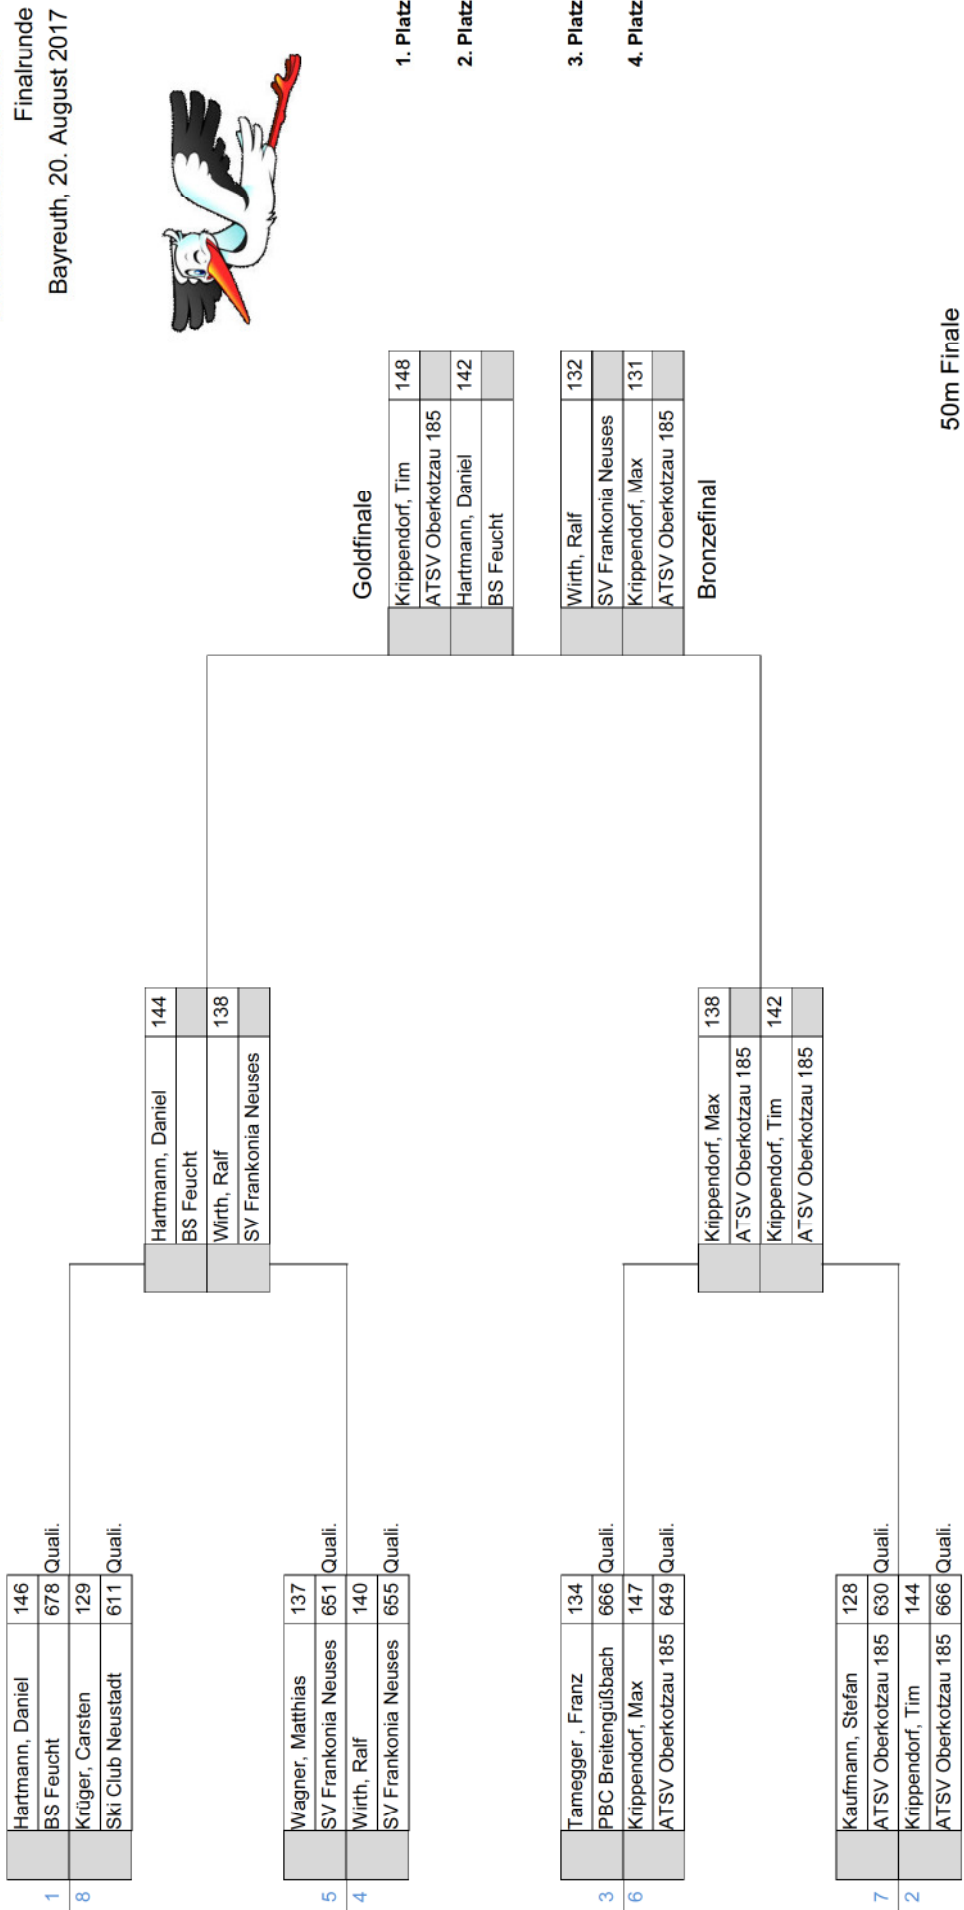 Finalrunde
Bayreuth, 20. August 2017
1 Hartmann, Daniel 146
BS Feucht 678 Quali.
8 Krüger, Carsten 129
Ski Club Neustadt 611 Quali.
Hartmann, Daniel 144
BS Feucht
Wirth, Ralf 138
SV Frankonia Neuses
5 Wagner, Matthias 137
SV Frankonia Neuses 651 Quali.
4 Wirth, Ralf 140
SV Frankonia Neuses 655 Quali.
Goldfinale
Krippendorf, Tim 148 1. Platz
ATSV Oberkotzau 185
Hartmann, Daniel 142 2. Platz
BS Feucht
Wirth, Ralf 132 3. Platz
SV Frankonia Neuses
Krippendorf, Max 131 4. Platz
ATSV Oberkotzau 185
Bronzefinal
3 Tamegger , Franz 134
PBC Breitengüßbach 666 Quali.
6 Krippendorf, Max 147
ATSV Oberkotzau 185 649 Quali.
Krippendorf, Max 138
ATSV Oberkotzau 185
Krippendorf, Tim 142
ATSV Oberkotzau 185
7 Kaufmann, Stefan 128
ATSV Oberkotzau 185 630 Quali.
2 Krippendorf, Tim 144
ATSV Oberkotzau 185 666 Quali.
50m Finale